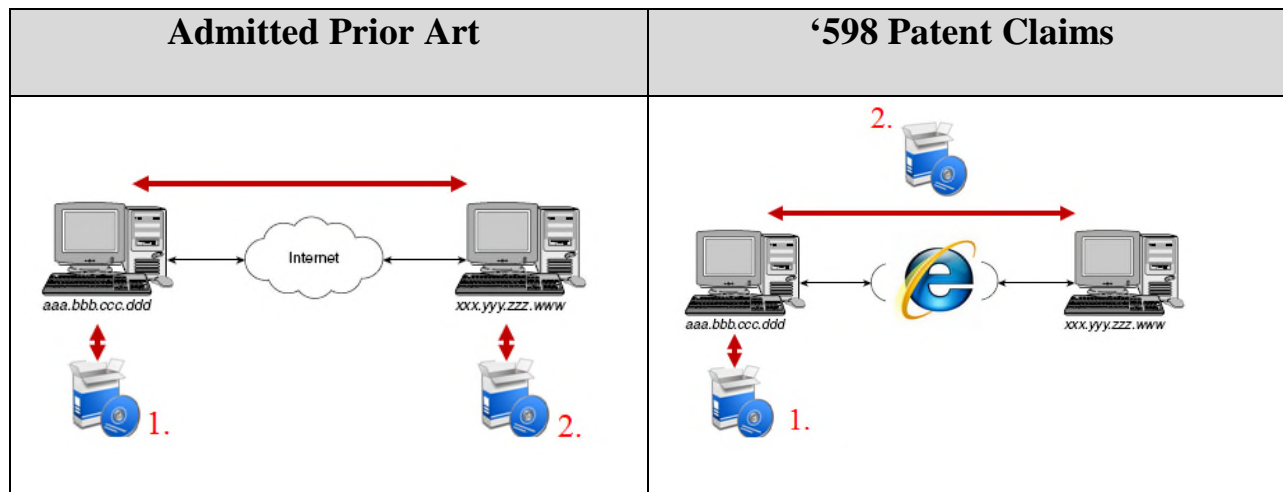 Admitted Prior Art
‘598 Patent Claims
Internet
aaa.bbb.ccc.ddd
xxx.yyy.zzz.www
1.
2.
2.
aaa.bbb.ccc.ddd
xxx.yyy.zzz.www
1.